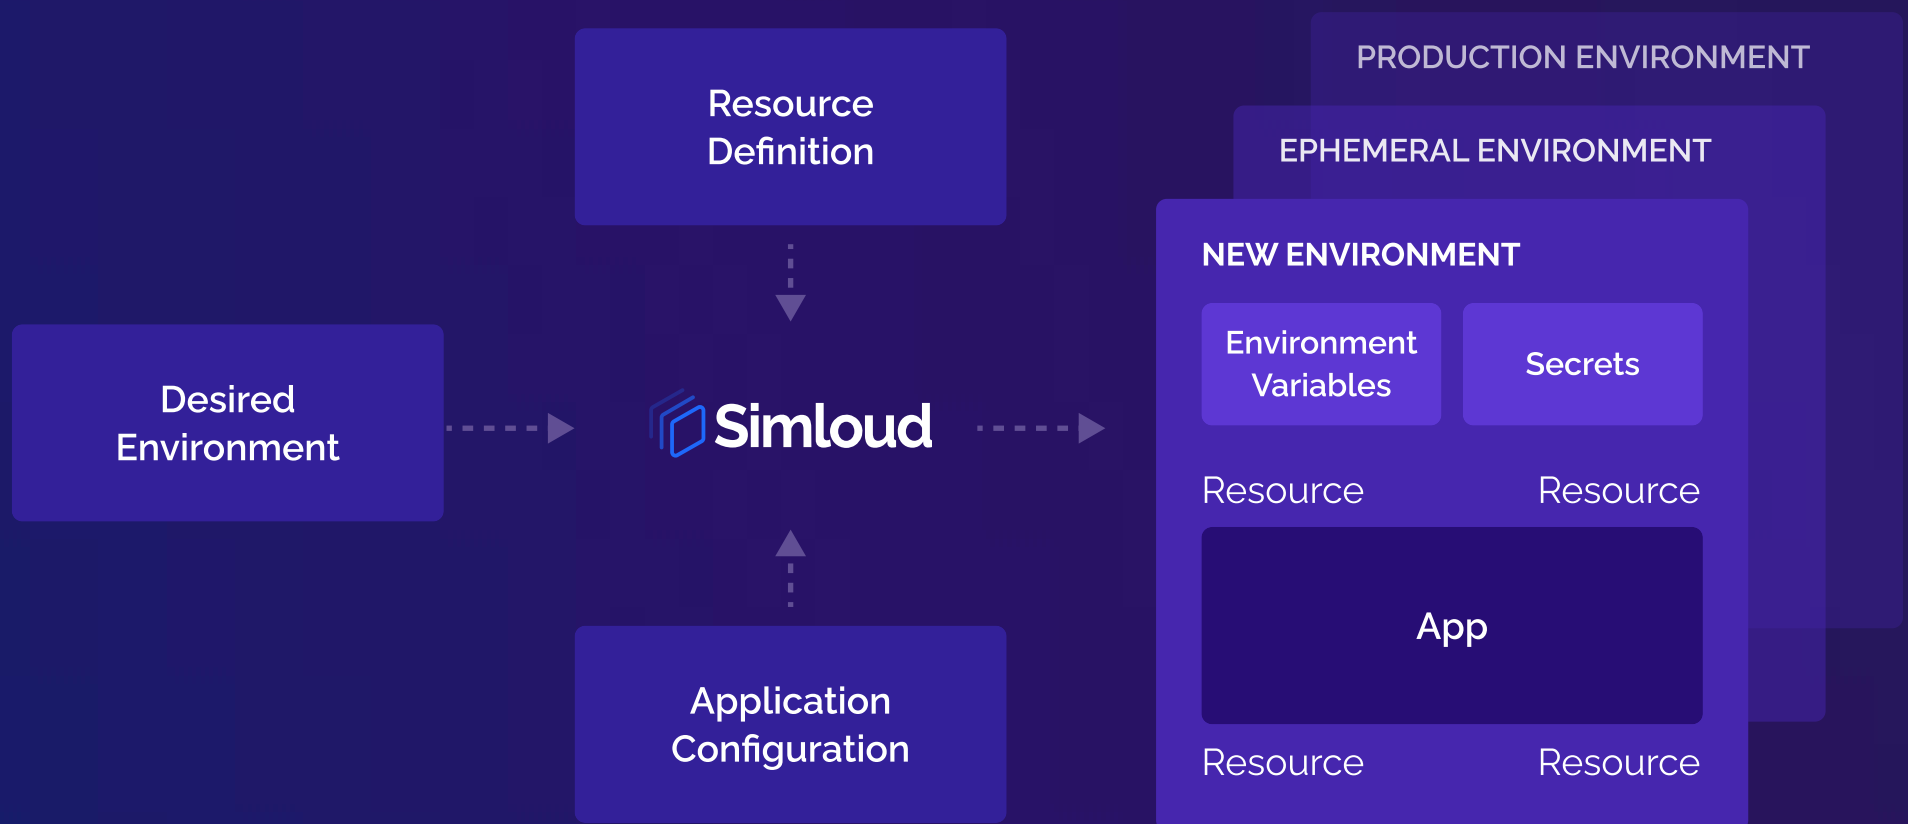 Resource
Definition
Desired
Environment
Simloud
Application
Configuration
PRODUCTION ENVIRONMENT
EPHEMERAL ENVIRONMENT
NEW ENVIRONMENT
Environment
Variables
Secrets
Resource Resource
App
Resource Resource